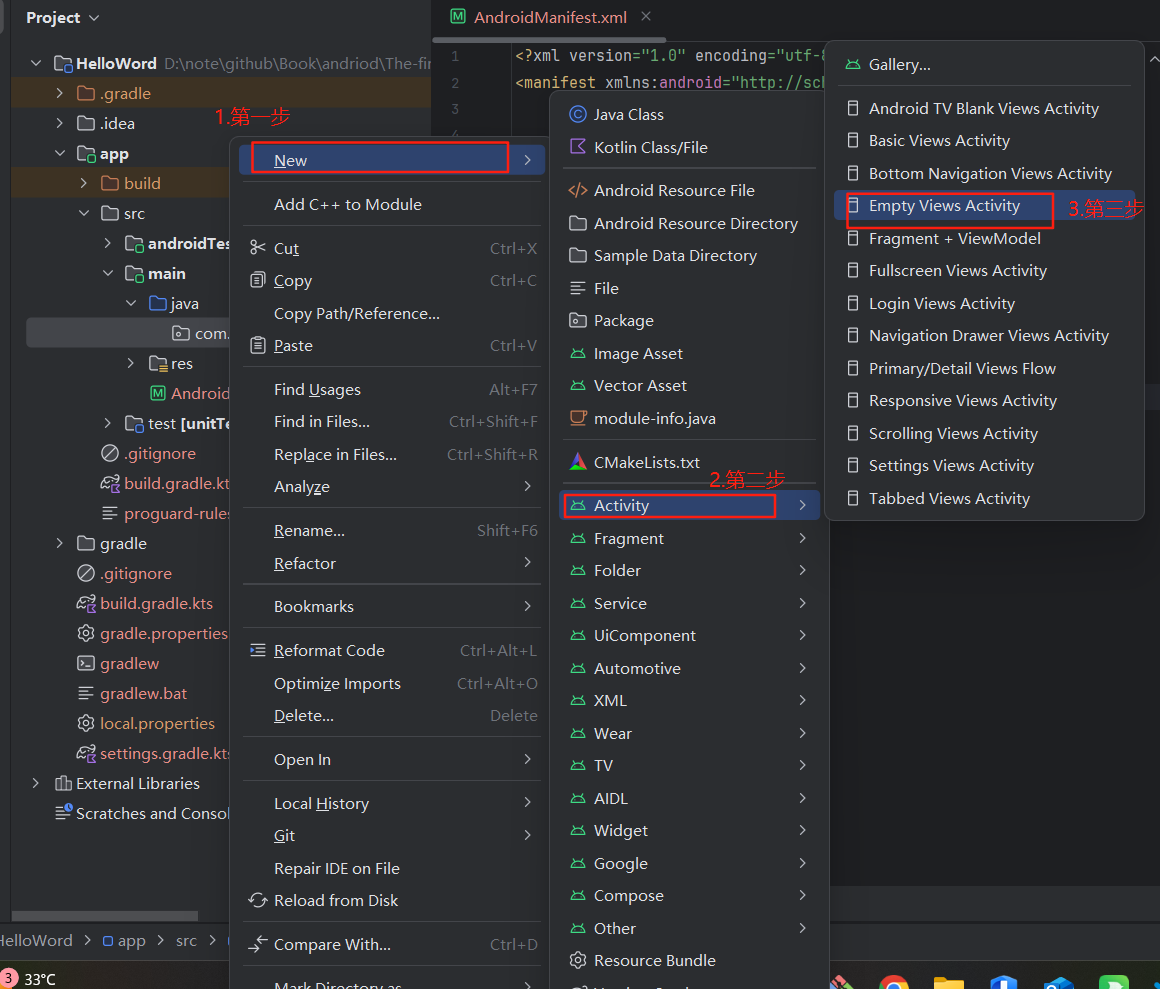 Project
HelloWord D:\note\github\Book\andriod\The-fir
.gradle
.idea
app
build
src
androidTes
main
java
com.
res
Android
test [unitTe
.gitignore
build.gradle.kt
proguard-rules
gradle
.gitignore
build.gradle.kts
gradle.properties
gradlew
gradlew.bat
local.properties
settings.gradle.kts
External Libraries
Scratches and Consol
HelloWord > app > src >
3 33°C
AndroidManifest.xml
1 <?xml version="1.0" encoding="utf-8
2 <manifest xmlns:android="http://sch
3
4
1.第一步
New
Add C++ to Module
Cut Ctrl+X
Copy Ctrl+C
Copy Path/Reference...
Paste Ctrl+V
Find Usages Alt+F7
Find in Files... Ctrl+Shift+F
Replace in Files... Ctrl+Shift+R
Analyze
Rename... Shift+F6
Refactor
Bookmarks
Reformat Code Ctrl+Alt+L
Optimize Imports Ctrl+Alt+O
Delete... Delete
Open In
Local History
Git
Repair IDE on File
Reload from Disk
Compare With... Ctrl+D
Mark Directory as
Java Class
Kotlin Class/File
Android Resource File
Android Resource Directory
Sample Data Directory
File
Package
Image Asset
Vector Asset
module-info.java
CMakeLists.txt
2.第二步
Activity
Fragment
Folder
Service
UiComponent
Automotive
XML
Wear
TV
AIDL
Widget
Google
Compose
Other
Resource Bundle
Gallery...
Android TV Blank Views Activity
Basic Views Activity
Bottom Navigation Views Activity
Empty Views Activity
3.第三步
Fragment + ViewModel
Fullscreen Views Activity
Login Views Activity
Navigation Drawer Views Activity
Primary/Detail Views Flow
Responsive Views Activity
Scrolling Views Activity
Settings Views Activity
Tabbed Views Activity